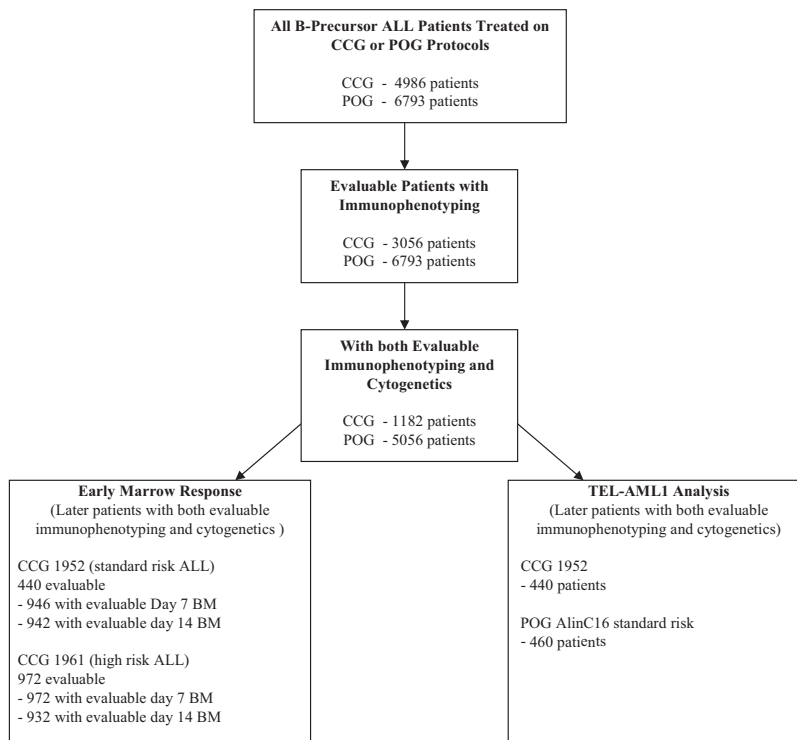 All B-Precursor ALL Patients Treated on
CCG or POG Protocols
CCG - 4986 patients
POG - 6793 patients
Evaluable Patients with
Immunophenotyping
CCG - 3056 patients
POG - 6793 patients
With both Evaluable
Immunophenotyping and
Cytogenetics
CCG - 1182 patients
POG - 5056 patients
Early Marrow Response
(Later patients with both evaluable
immunophenotyping and cytogenetics )
CCG 1952 (standard risk ALL)
440 evaluable
- 946 with evaluable Day 7 BM
- 942 with evaluable day 14 BM
CCG 1961 (high risk ALL)
972 evaluable
- 972 with evaluable day 7 BM
- 932 with evaluable day 14 BM
TEL-AML1 Analysis
(Later patients with both evaluable
immunophenotyping and cytogenetics)
CCG 1952
- 440 patients
POG AlinC16 standard risk
- 460 patients